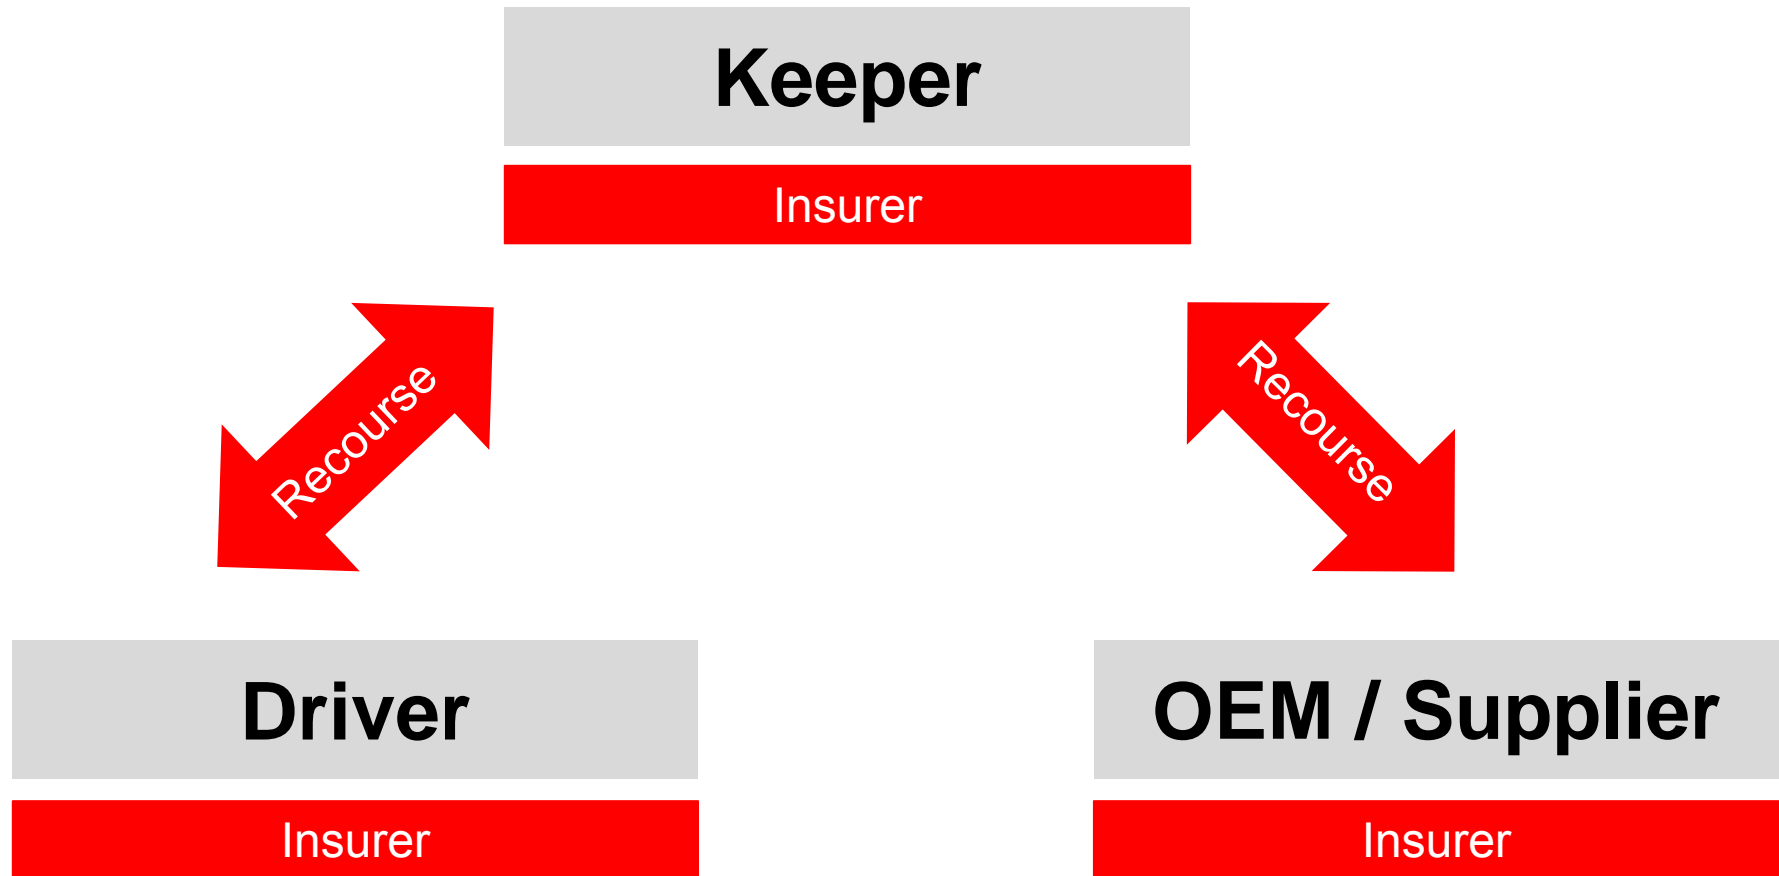 Keeper
Insurer
Recourse
Recourse
Driver
OEM / Supplier
Insurer
Insurer